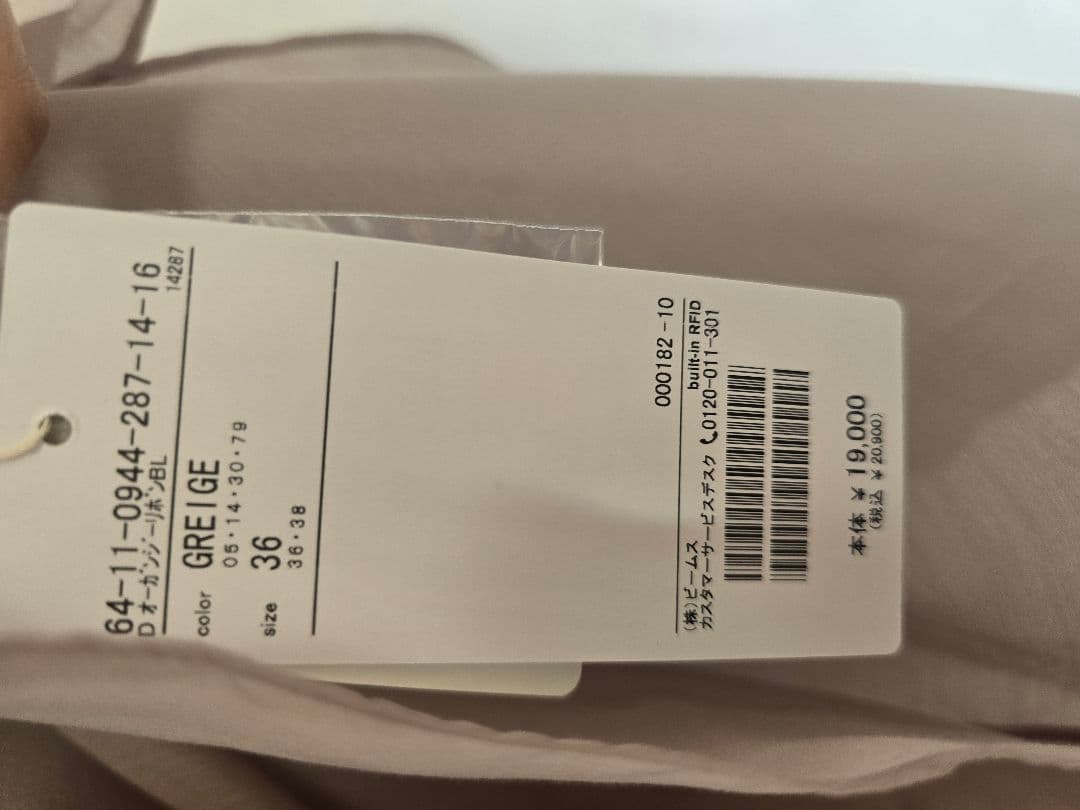 64-11-0944-287-14-16
D オーガンジーリボンBL
14287
color GREIGE
05・14・30・79
size 36
36・38
000182-10
built-in RFID
(株)ビームス
カスタマーサービスデスク 0120-011-301
本体 ¥ 19,000
(税込 ¥ 20,900)